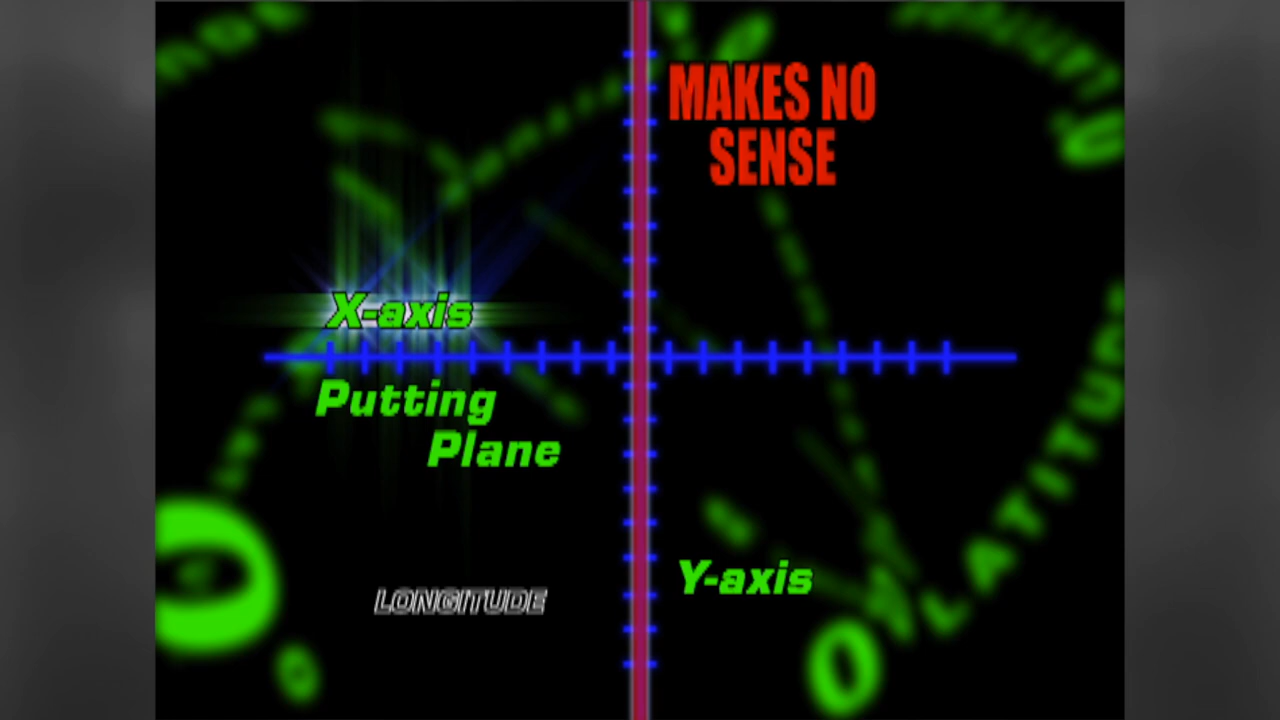 MAKES NO
SENSE
X-axis
Putting
Plane
Y-axis
LONGITUDE
LATITUDE